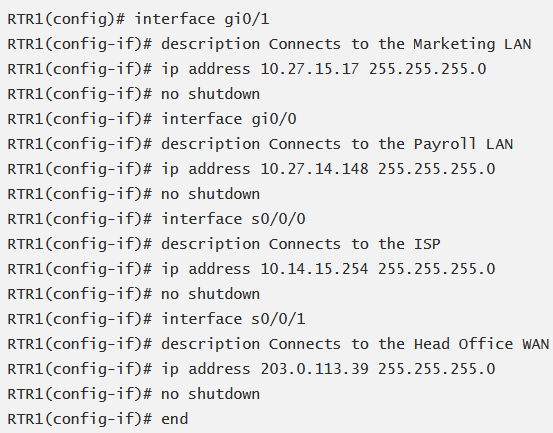 RTR1(config)# interface gi0/1
RTR1(config-if)# description Connects to the Marketing LAN
RTR1(config-if)# ip address 10.27.15.17 255.255.255.0
RTR1(config-if)# no shutdown
RTR1(config-if)# interface gi0/0
RTR1(config-if)# description Connects to the Payroll LAN
RTR1(config-if)# ip address 10.27.14.148 255.255.255.0
RTR1(config-if)# no shutdown
RTR1(config-if)# interface s0/0/0
RTR1(config-if)# description Connects to the ISP
RTR1(config-if)# ip address 10.14.15.254 255.255.255.0
RTR1(config-if)# no shutdown
RTR1(config-if)# interface s0/0/1
RTR1(config-if)# description Connects to the Head Office WAN
RTR1(config-if)# ip address 203.0.113.39 255.255.255.0
RTR1(config-if)# no shutdown
RTR1(config-if)# end